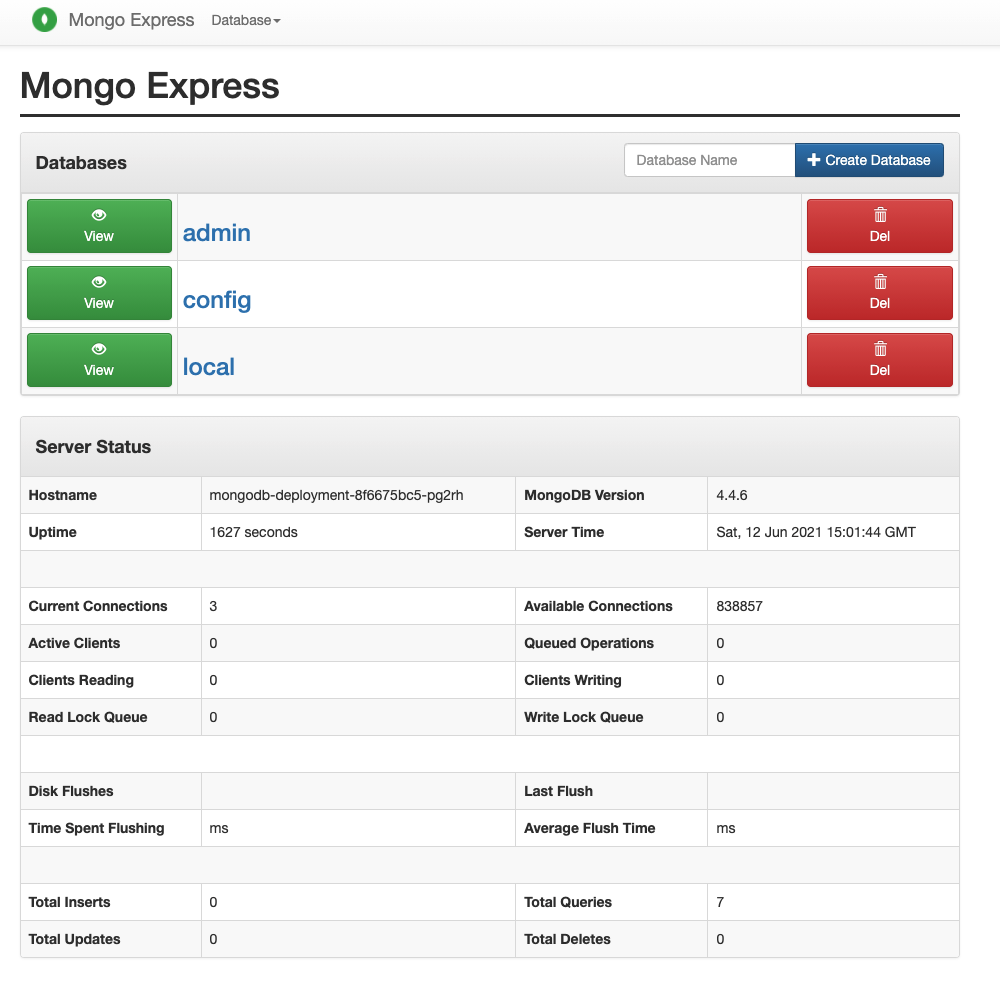 Mongo Express Database
Mongo Express
Databases Database Name Create Database
View admin Del
View config Del
View local Del
Server Status
Hostname mongodb-deployment-8f6675bc5-pg2rh MongoDB Version 4.4.6
Uptime 1627 seconds Server Time Sat, 12 Jun 2021 15:01:44 GMT
Current Connections 3 Available Connections 838857
Active Clients 0 Queued Operations 0
Clients Reading 0 Clients Writing 0
Read Lock Queue 0 Write Lock Queue 0
Disk Flushes Last Flush
Time Spent Flushing ms Average Flush Time ms
Total Inserts 0 Total Queries 7
Total Updates 0 Total Deletes 0